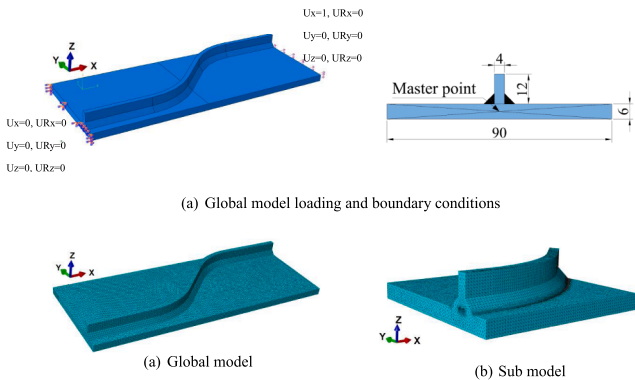 Ux=1, URx=0
Uy=0, URy=0
Uz=0, URz=0
Z
Y X
Ux=0, URx=0
Uy=0, URy=0
Uz=0, URz=0
4
12
Master point
6
90
(a) Global model loading and boundary conditions
Z
Y X
(a) Global model
Z
Y X
(b) Sub model